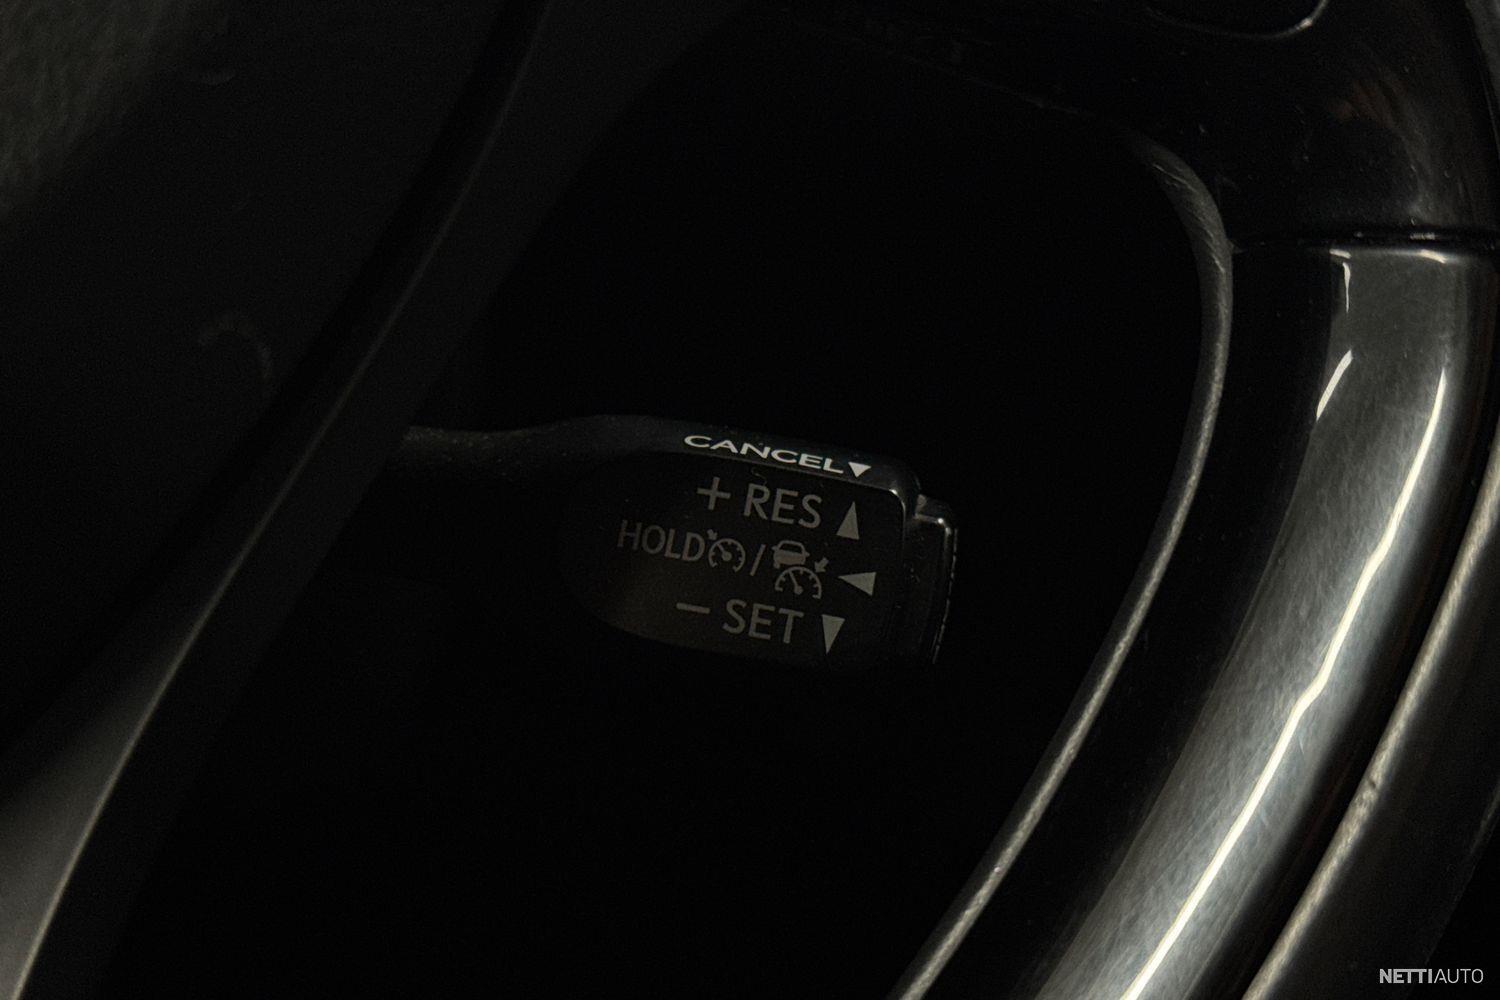 CANCEL▼
+ RES ▲
HOLD / ◀
− SET ▼
NETTIAUTO